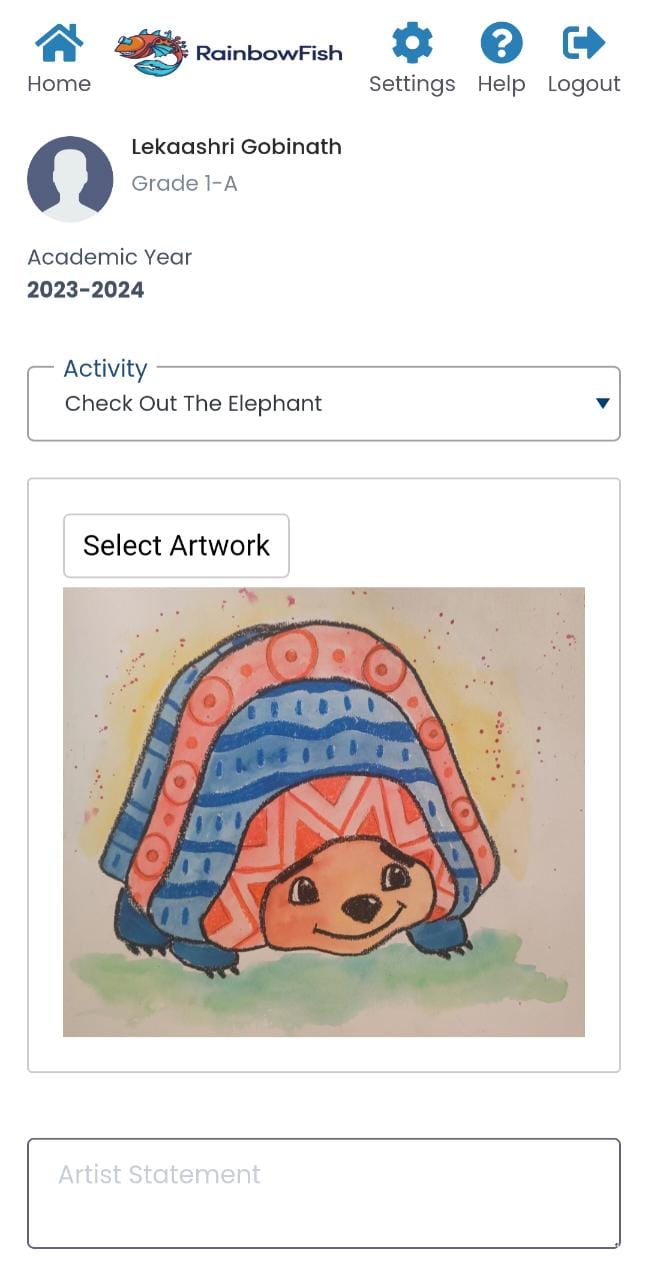 RainbowFish
Home
Settings
Help
Logout
Lekaashri Gobinath
Grade 1-A
Academic Year
2023-2024
Activity
Check Out The Elephant
Select Artwork
Artist Statement